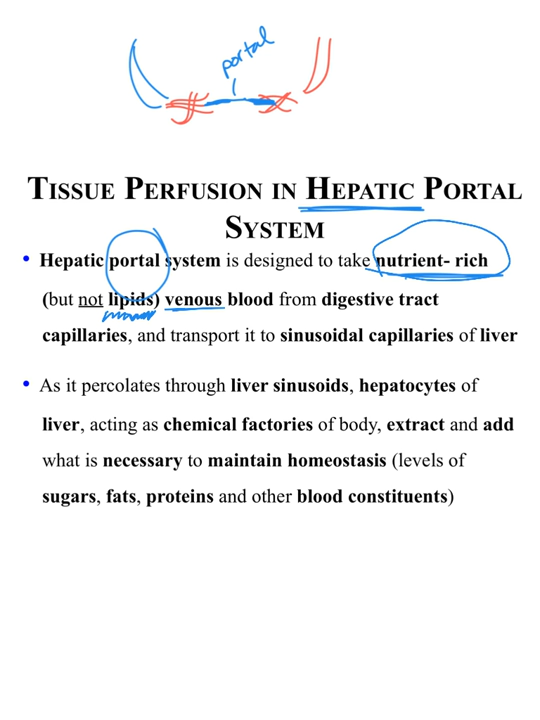 portal
TISSUE PERFUSION IN HEPATIC PORTAL
SYSTEM
• Hepatic portal system is designed to take nutrient- rich
(but not lipids) venous blood from digestive tract
capillaries, and transport it to sinusoidal capillaries of liver
• As it percolates through liver sinusoids, hepatocytes of
liver, acting as chemical factories of body, extract and add
what is necessary to maintain homeostasis (levels of
sugars, fats, proteins and other blood constituents)